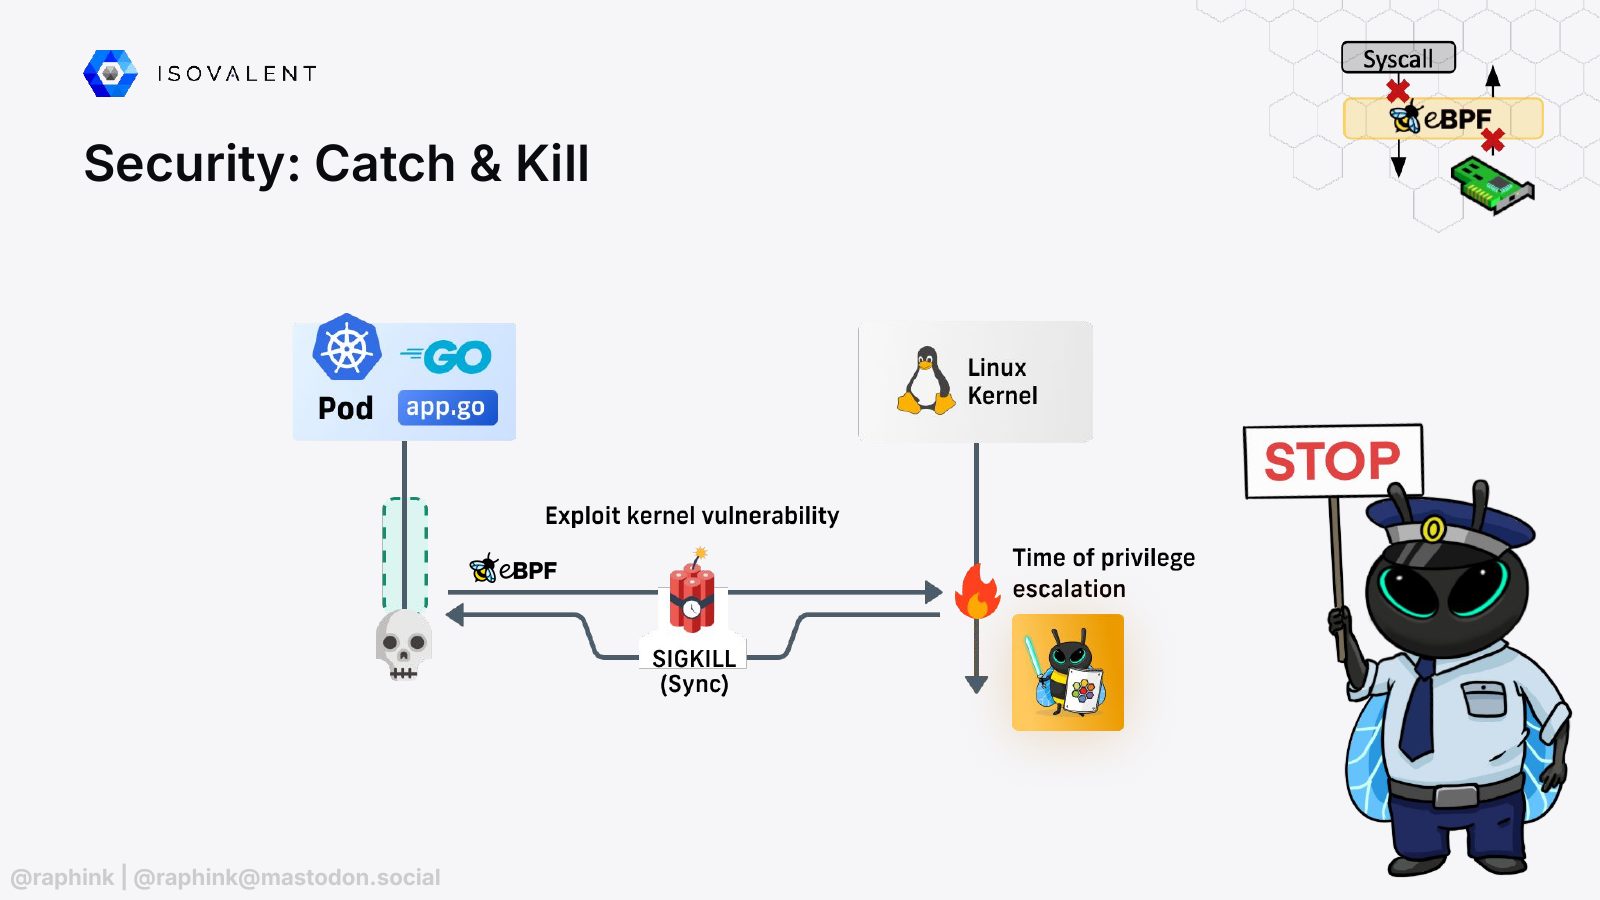 ISOVALENT
Security: Catch & Kill
Syscall
eBPF
GO
Pod
app.go
Linux
Kernel
STOP
Exploit kernel vulnerability
eBPF
Time of privilege
escalation
SIGKILL
(Sync)
@raphink | @raphink@mastodon.social